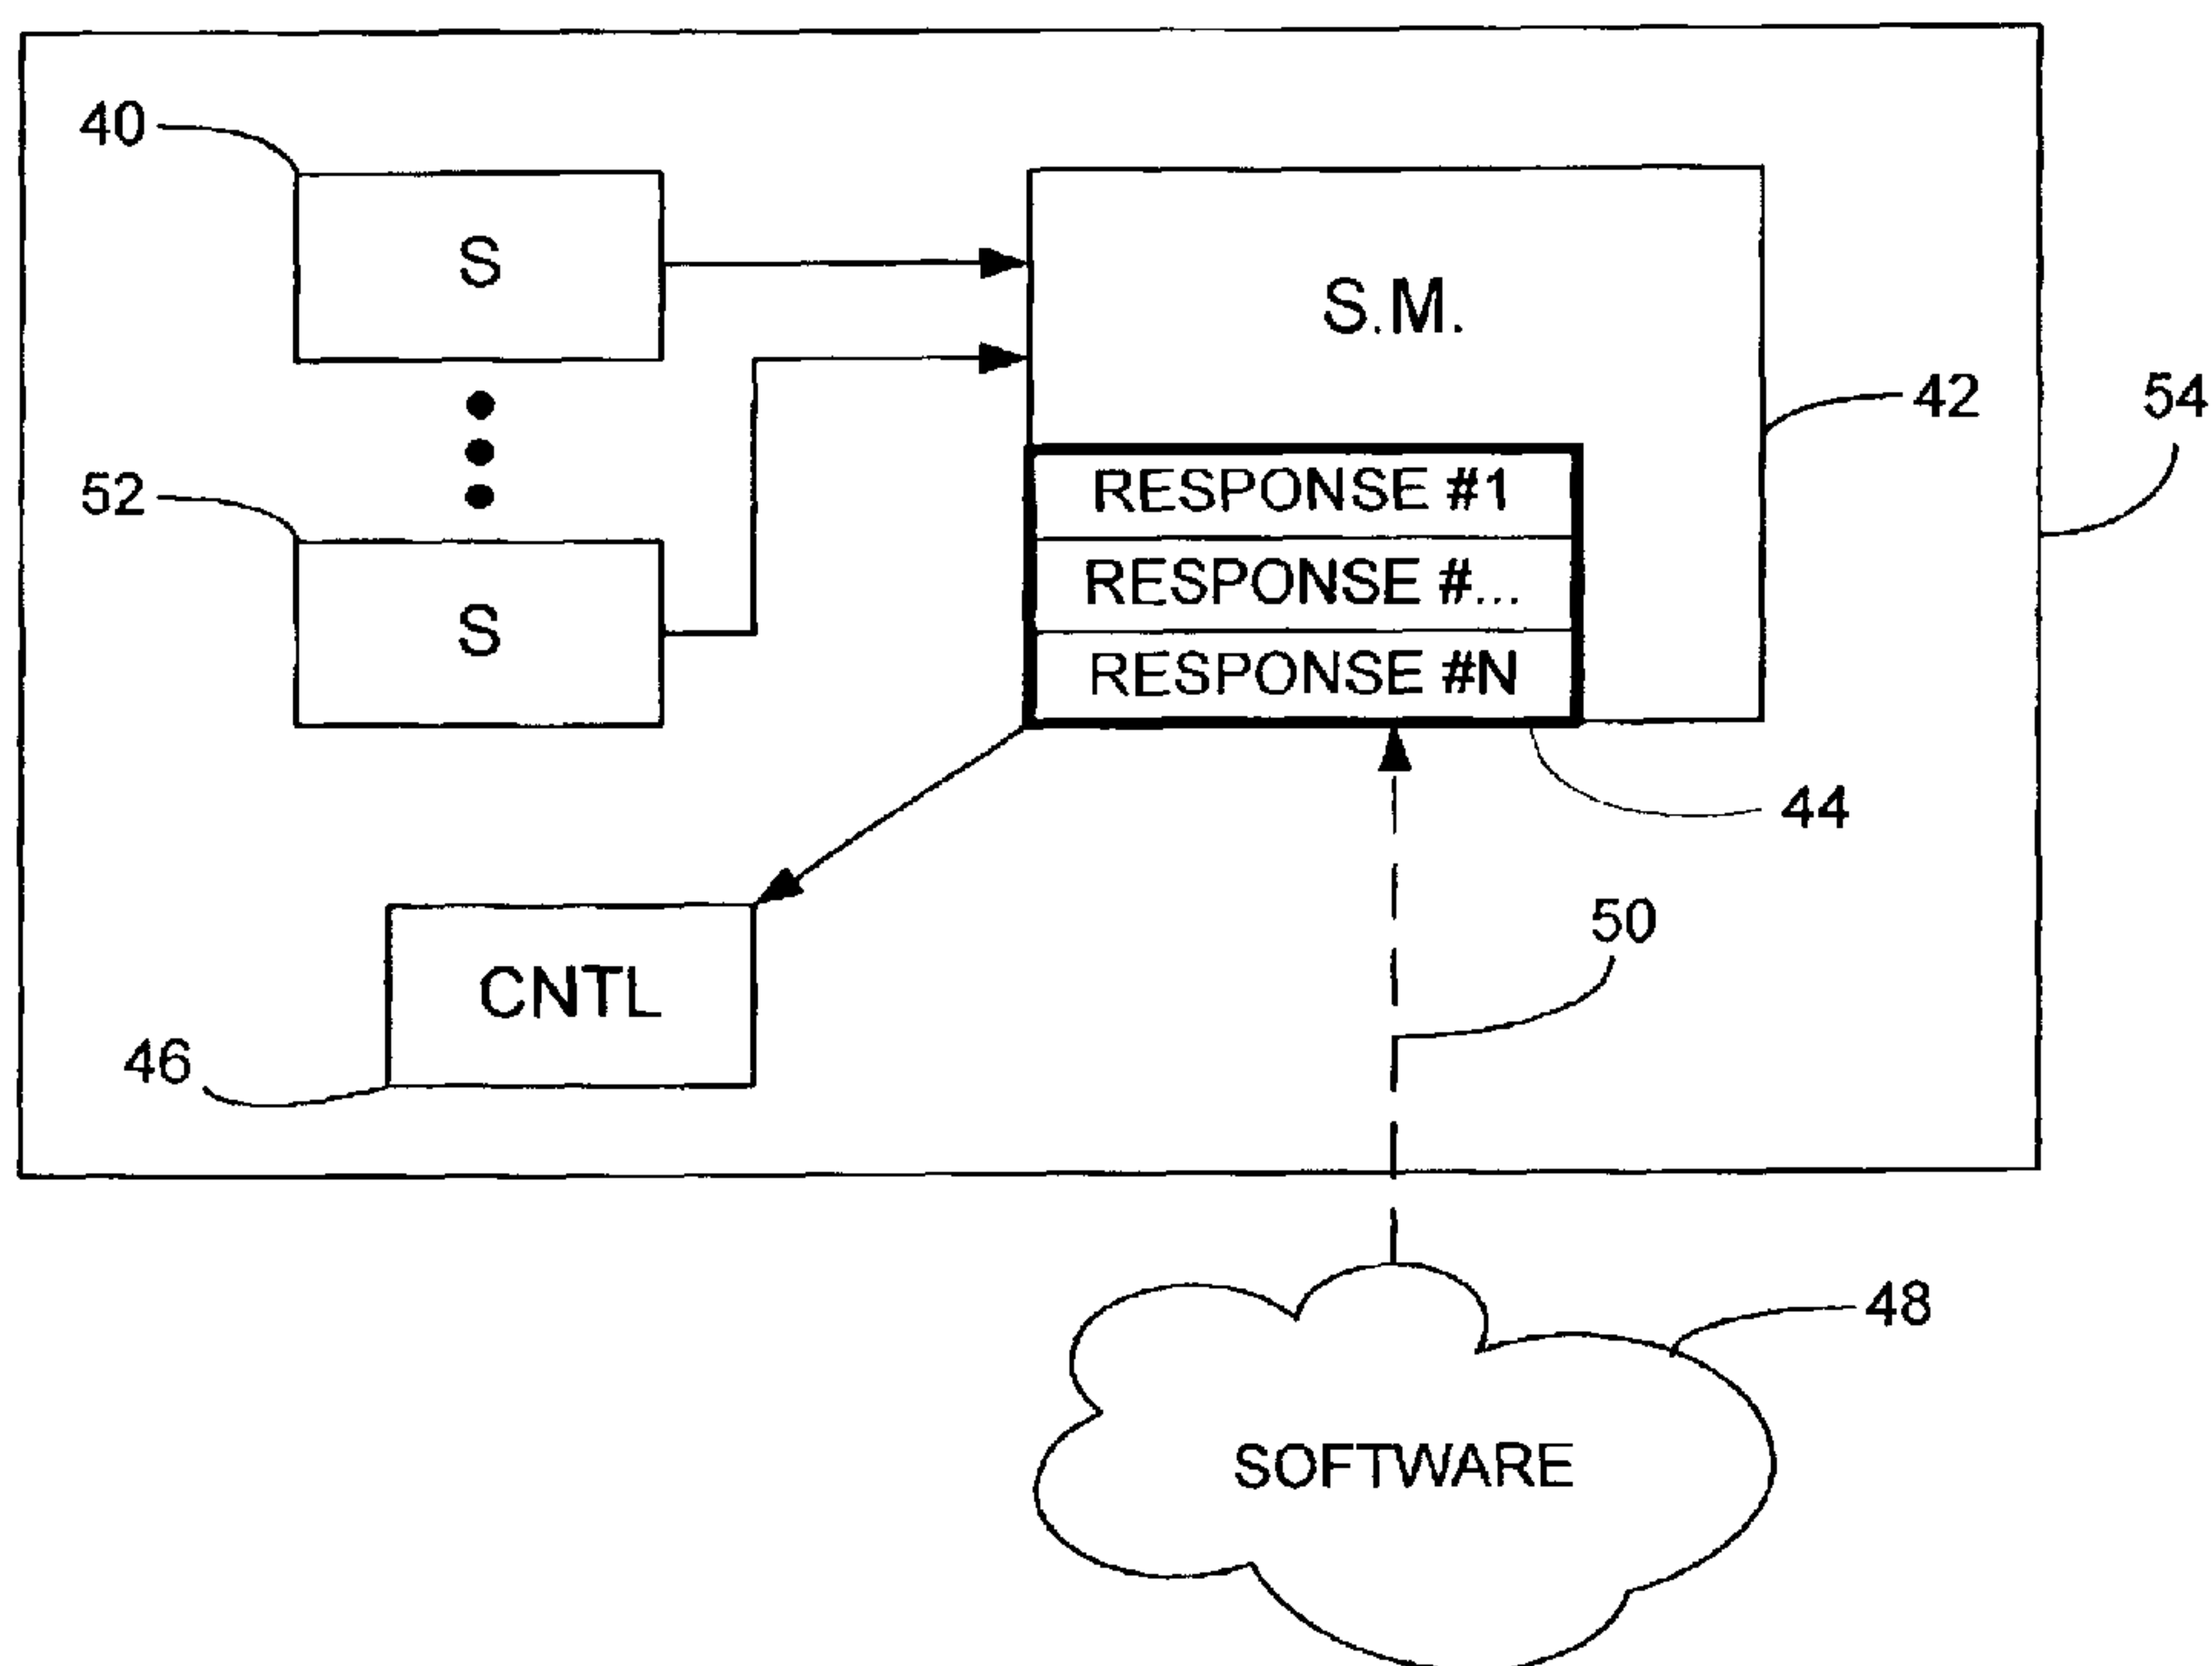 40
S
S.M.
42
54
52
RESPONSE #1
RESPONSE #...
S
RESPONSE #N
44
50
CNTL
46
48
SOFTWARE